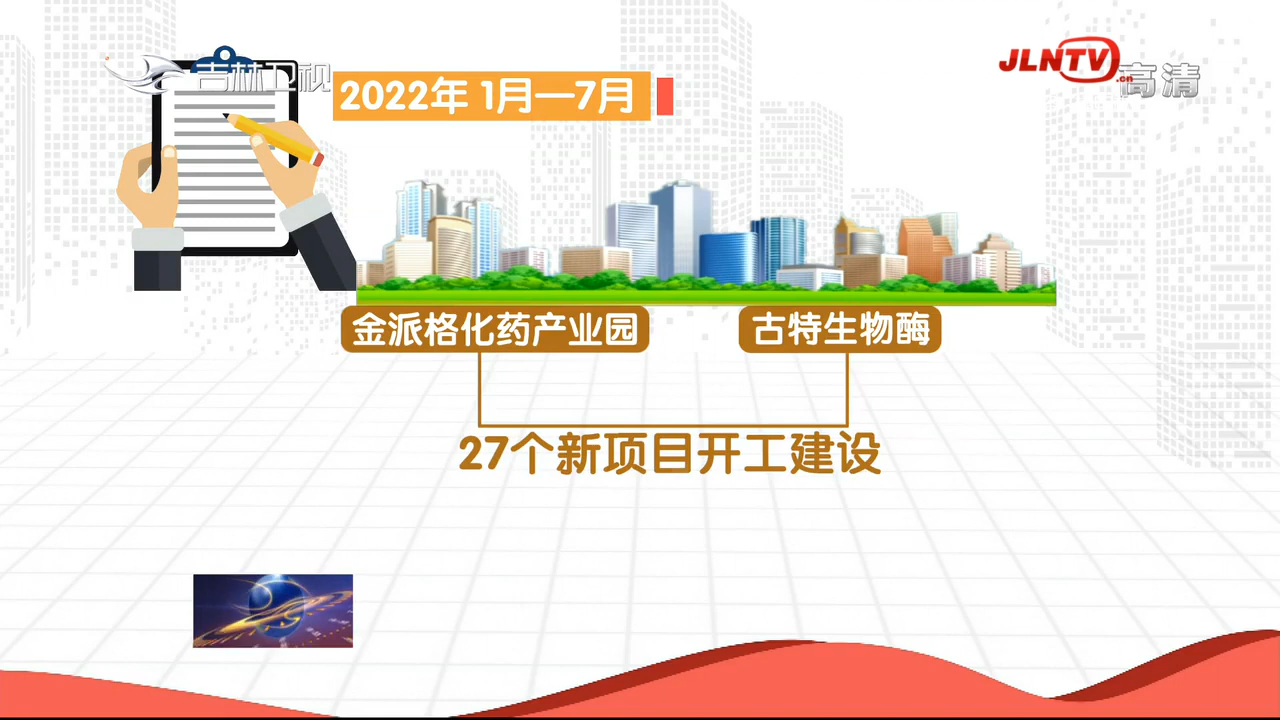 吉林卫视
JLNTV
.cn
高清
2022年 1月—7月
金派格化药产业园
古特生物酶
27个新项目开工建设